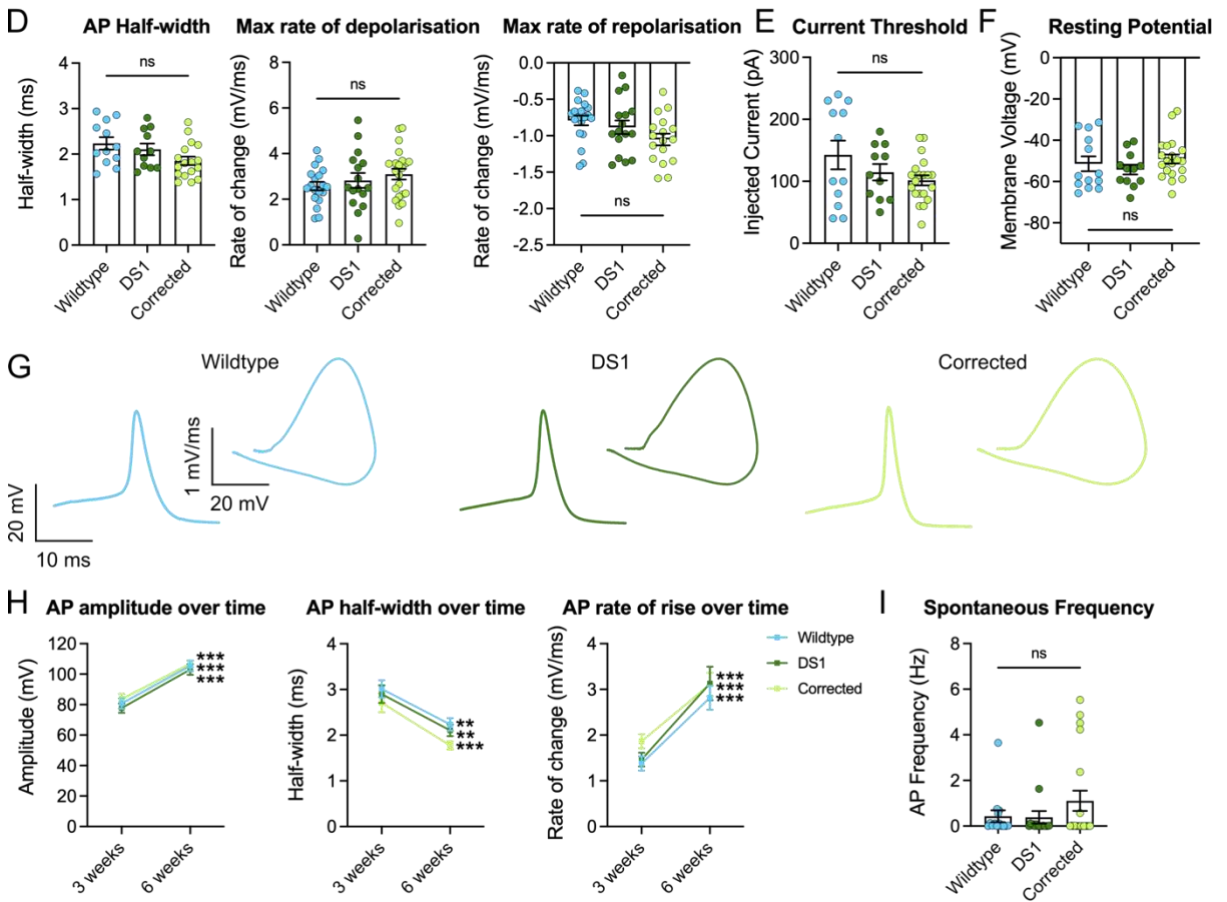 D AP Half-width
Half-width (ms)
4
3
2
1
0
ns
Wildtype
DS1
Corrected
Max rate of depolarisation
Rate of change (mV/ms)
8
6
4
2
0
ns
Wildtype
DS1
Corrected
Max rate of repolarisation
Rate of change (mV/ms)
0.0
-0.5
-1.0
-1.5
-2.0
-2.5
ns
Wildtype
DS1
Corrected
E Current Threshold
Injected Current (pA)
300
200
100
0
ns
Wildtype
DS1
Corrected
F Resting Potential
Membrane Voltage (mV)
0
-20
-40
-60
-80
ns
Wildtype
DS1
Corrected
G
Wildtype
20 mV
10 ms
1 mV/ms
20 mV
DS1
Corrected
H AP amplitude over time
Amplitude (mV)
120
100
80
60
40
20
0
***
***
***
3 weeks
6 weeks
AP half-width over time
Half-width (ms)
4
3
2
1
0
**
**
***
3 weeks
6 weeks
AP rate of rise over time
Rate of change (mV/ms)
4
3
2
1
0
***
***
***
3 weeks
6 weeks
Wildtype
DS1
Corrected
I Spontaneous Frequency
AP Frequency (Hz)
8
6
4
2
0
ns
Wildtype
DS1
Corrected